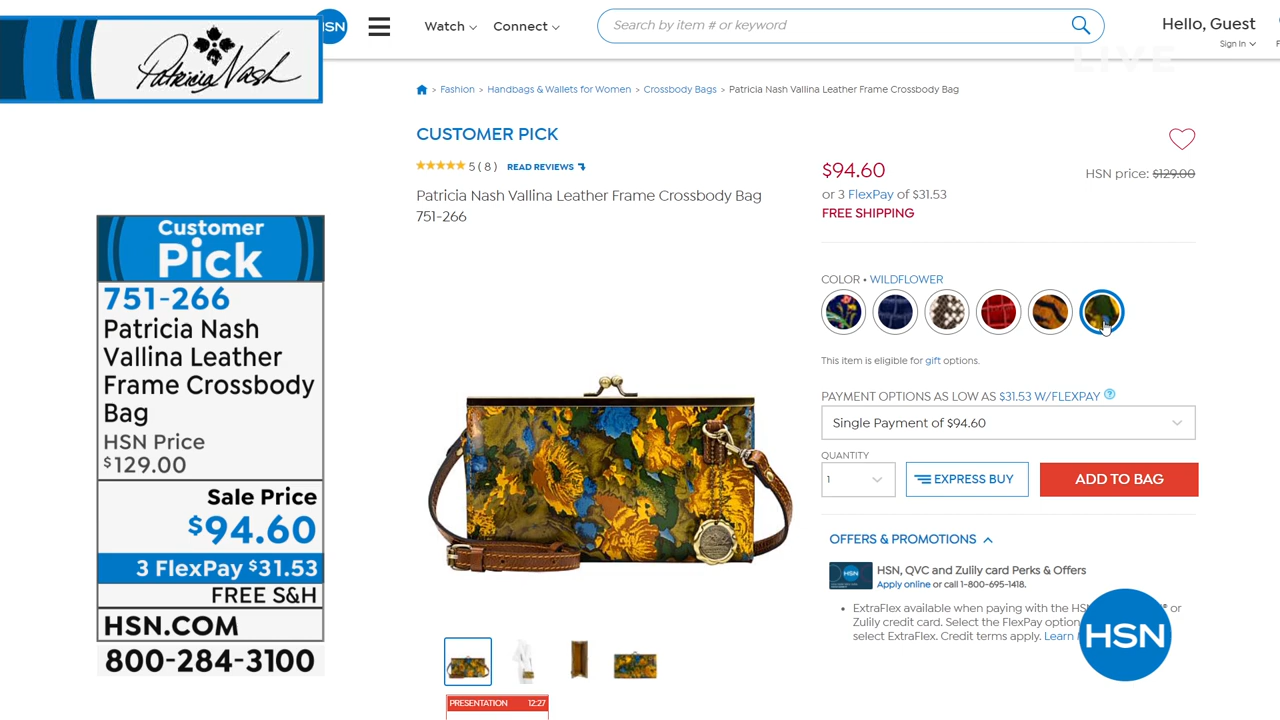 Patricia Nash
HSN
Watch
Connect
Search by item # or keyword
Hello, Guest
Sign In
LIVE
> Fashion > Handbags & Wallets for Women > Crossbody Bags > Patricia Nash Vallina Leather Frame Crossbody Bag
CUSTOMER PICK
5 ( 8 ) READ REVIEWS
Patricia Nash Vallina Leather Frame Crossbody Bag
751-266
$94.60
HSN price: $129.00
or 3 FlexPay of $31.53
FREE SHIPPING
COLOR • WILDFLOWER
This item is eligible for gift options.
PAYMENT OPTIONS AS LOW AS $31.53 W/FLEXPAY ?
Single Payment of $94.60
QUANTITY
1
EXPRESS BUY
ADD TO BAG
OFFERS & PROMOTIONS
HSN
HSN, QVC and Zulily card Perks & Offers
Apply online or call 1-800-695-1418.
• ExtraFlex available when paying with the HS ® or
Zulily credit card. Select the FlexPay option
select ExtraFlex. Credit terms apply. Learn
HSN
Customer
Pick
751-266
Patricia Nash
Vallina Leather
Frame Crossbody
Bag
HSN Price
$129.00
Sale Price
$94.60
3 FlexPay $31.53
FREE S&H
HSN.COM
800-284-3100
PRESENTATION 12:27